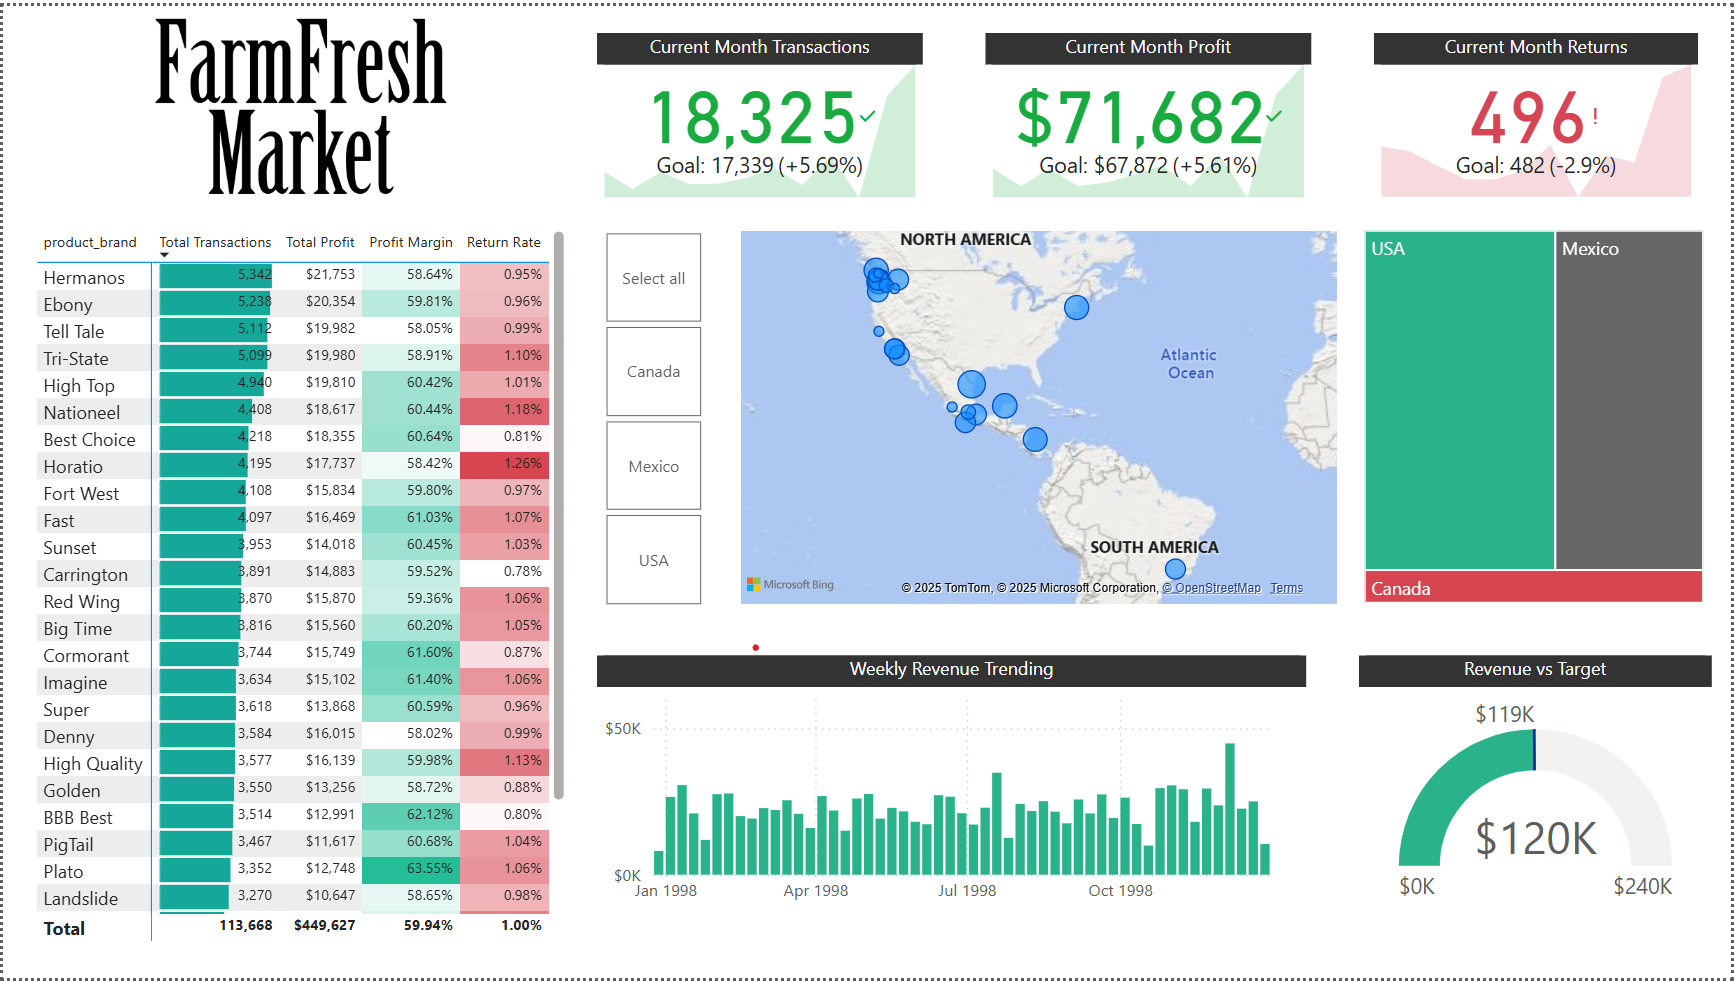 FarmFresh
Market
Current Month Transactions
18,325
Goal: 17,339 (+5.69%)
Current Month Profit
$71,682
Goal: $67,872 (+5.61%)
Current Month Returns
496!
Goal: 482 (-2.9%)
product_brand Total Transactions Total Profit Profit Margin Return Rate
Hermanos 5,342 $21,753 58.64% 0.95%
Ebony 5,238 $20,354 59.81% 0.96%
Tell Tale 5,112 $19,982 58.05% 0.99%
Tri-State 5,099 $19,980 58.91% 1.10%
High Top 4,940 $19,810 60.42% 1.01%
Nationeel 4,408 $18,617 60.44% 1.18%
Best Choice 4,218 $18,355 60.64% 0.81%
Horatio 4,195 $17,737 58.42% 1.26%
Fort West 4,108 $15,834 59.80% 0.97%
Fast 4,097 $16,469 61.03% 1.07%
Sunset 3,953 $14,018 60.45% 1.03%
Carrington 3,891 $14,883 59.52% 0.78%
Red Wing 3,870 $15,870 59.36% 1.06%
Big Time 3,816 $15,560 60.20% 1.05%
Cormorant 3,744 $15,749 61.60% 0.87%
Imagine 3,634 $15,102 61.40% 1.06%
Super 3,618 $13,868 60.59% 0.96%
Denny 3,584 $16,015 58.02% 0.99%
High Quality 3,577 $16,139 59.98% 1.13%
Golden 3,550 $13,256 58.72% 0.88%
BBB Best 3,514 $12,991 62.12% 0.80%
PigTail 3,467 $11,617 60.68% 1.04%
Plato 3,352 $12,748 63.55% 1.06%
Landslide 3,270 $10,647 58.65% 0.98%
Total 113,668 $449,627 59.94% 1.00%
Select all
Canada
Mexico
USA
NORTH AMERICA
Atlantic
Ocean
SOUTH AMERICA
Microsoft Bing
© 2025 TomTom, © 2025 Microsoft Corporation, © OpenStreetMap Terms
USA
Mexico
Canada
Weekly Revenue Trending
$50K
$0K
Jan 1998 Apr 1998 Jul 1998 Oct 1998
Revenue vs Target
$119K
$120K
$0K $240K